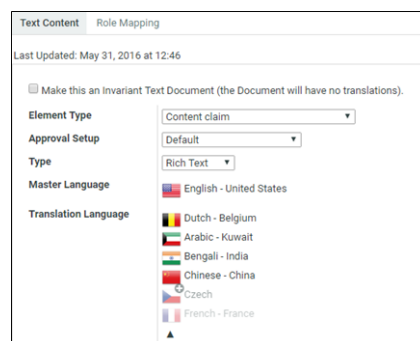 Text Content Role Mapping
Last Updated: May 31, 2016 at 12:46
Make this an Invariant Text Document (the Document will have no translations).
Element Type Content claim
Approval Setup Default
Type Rich Text
Master Language English - United States
Translation Language Dutch - Belgium
Arabic - Kuwait
Bengali - India
Chinese - China
Czech
French - France